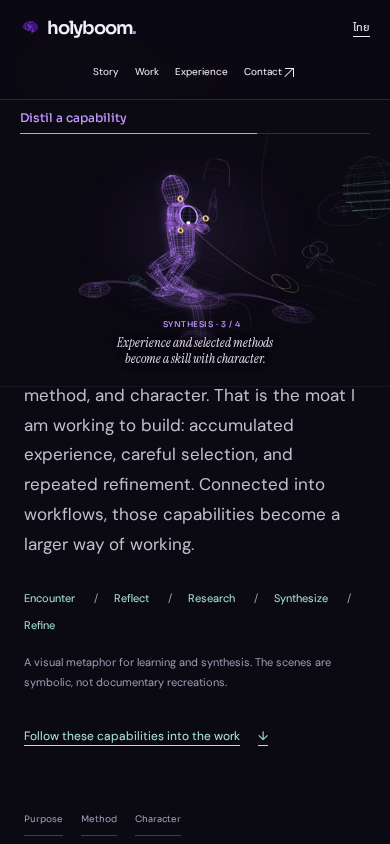 holyboom.
ไทย
Story Work Experience Contact
Distil a capability
SYNTHESIS · 3 / 4
Experience and selected methods
become a skill with character.
method, and character. That is the moat I
am working to build: accumulated
experience, careful selection, and
repeated refinement. Connected into
workflows, those capabilities become a
larger way of working.
Encounter / Reflect / Research / Synthesize /
Refine
A visual metaphor for learning and synthesis. The scenes are
symbolic, not documentary recreations.
Follow these capabilities into the work ↓
Purpose Method Character